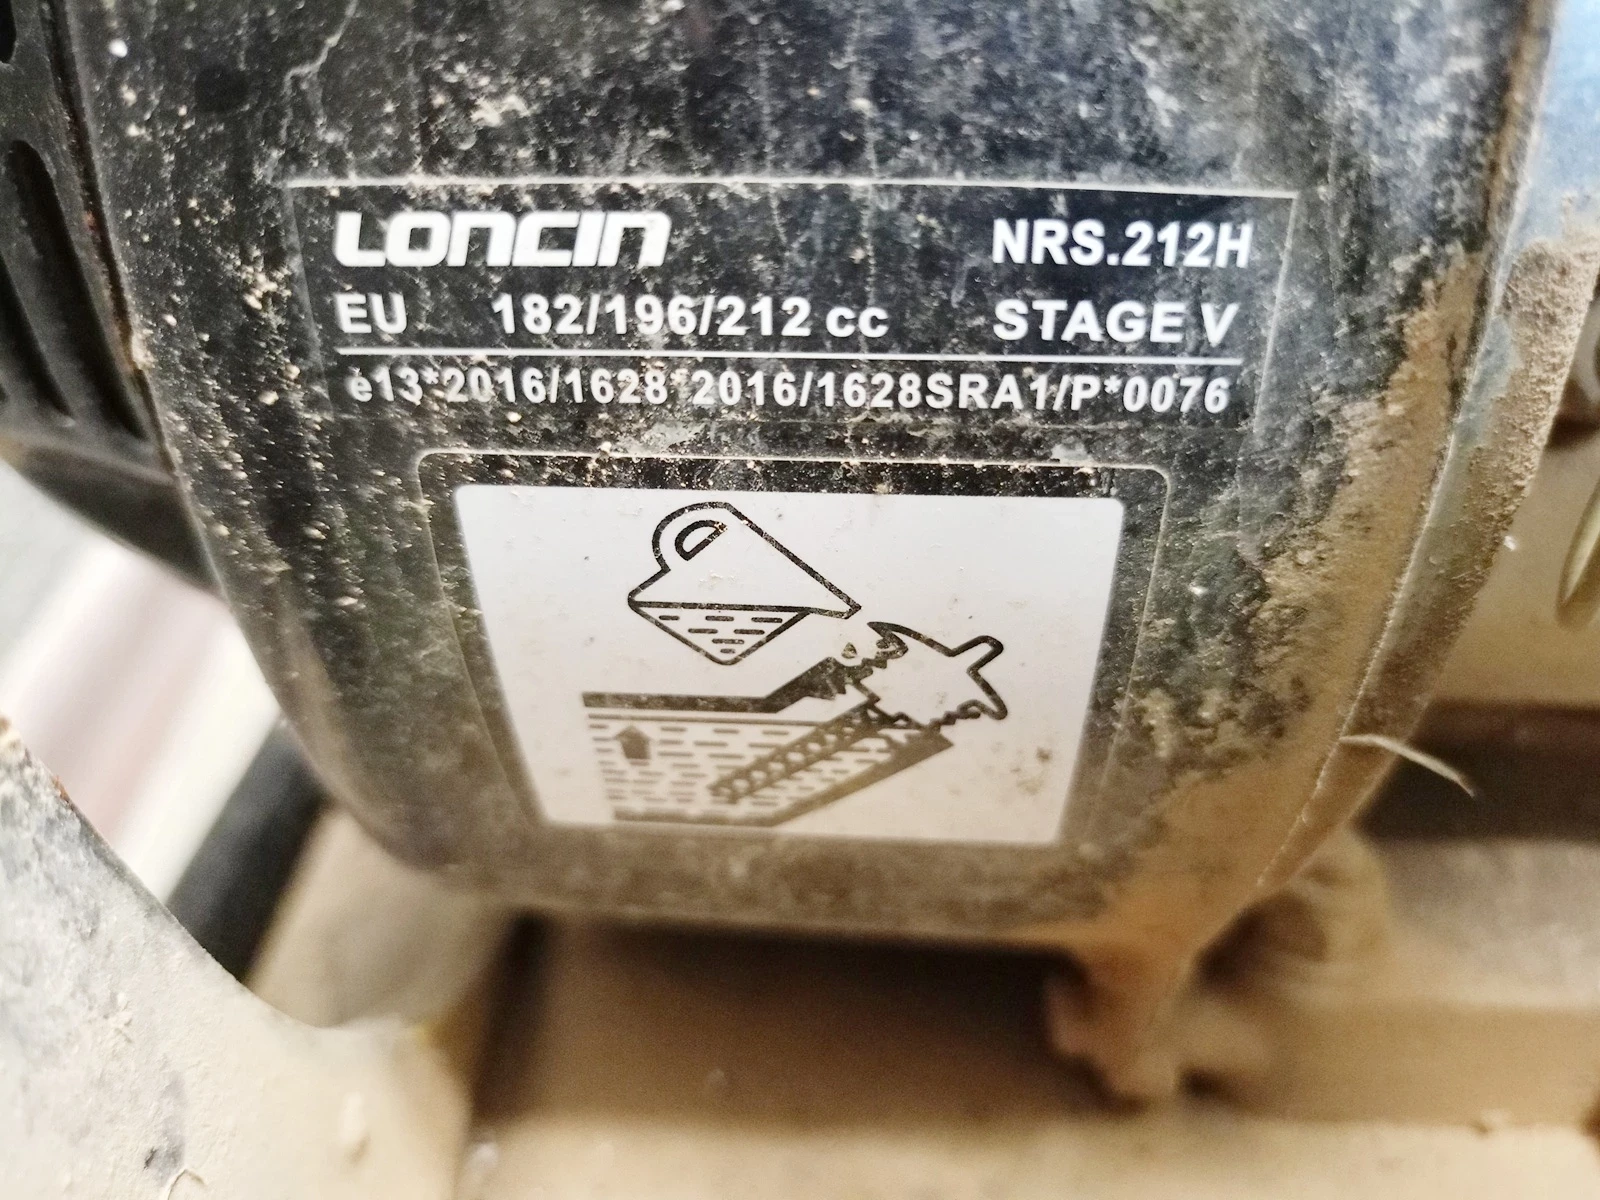 LONCIN NRS.212H
EU 182/196/212 cc STAGE V
e13*2016/1628*2016/1628SRA1/P*0076